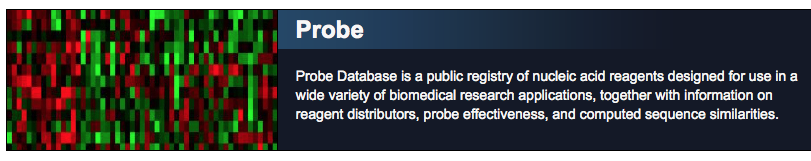 Probe
Probe Database is a public registry of nucleic acid reagents designed for use in a
wide variety of biomedical research applications, together with information on
reagent distributors, probe effectiveness, and computed sequence similarities.